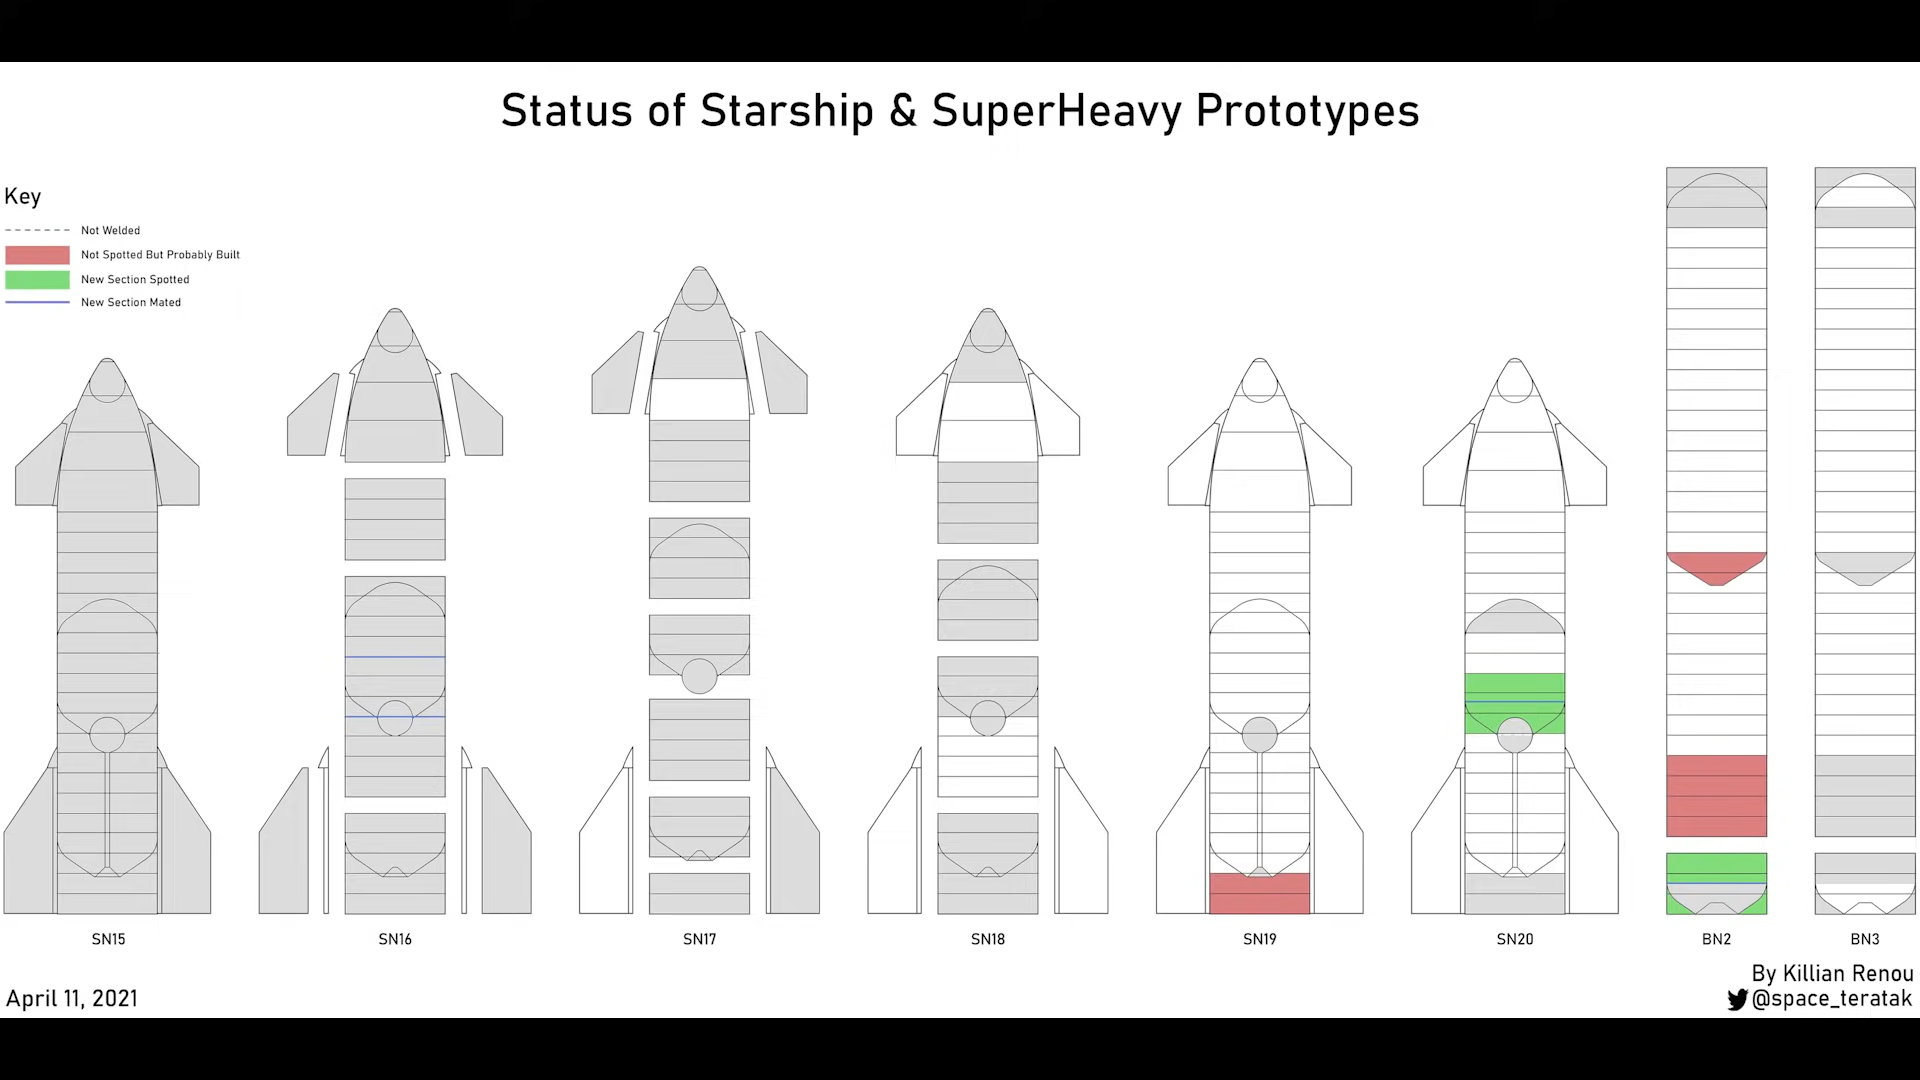 Status of Starship & SuperHeavy Prototypes
Key
Not Welded
Not Spotted But Probably Built
New Section Spotted
New Section Mated
SN15
SN16
SN17
SN18
SN19
SN20
BN2
BN3
By Killian Renou
@space_teratak
April 11, 2021